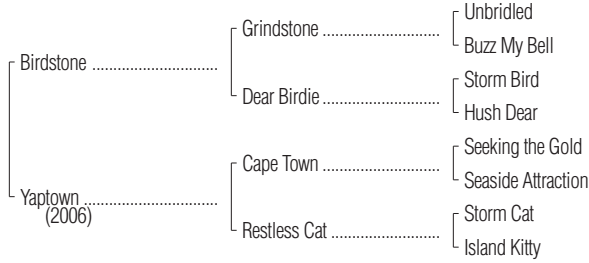 Unbridled
Grindstone ..............................
Buzz My Bell
Birdstone ................................
Storm Bird
Dear Birdie ..............................
Hush Dear
Seeking the Gold
Cape Town ..............................
Seaside Attraction
Yaptown ..................................
(2006)
Storm Cat
Restless Cat ............................
Island Kitty